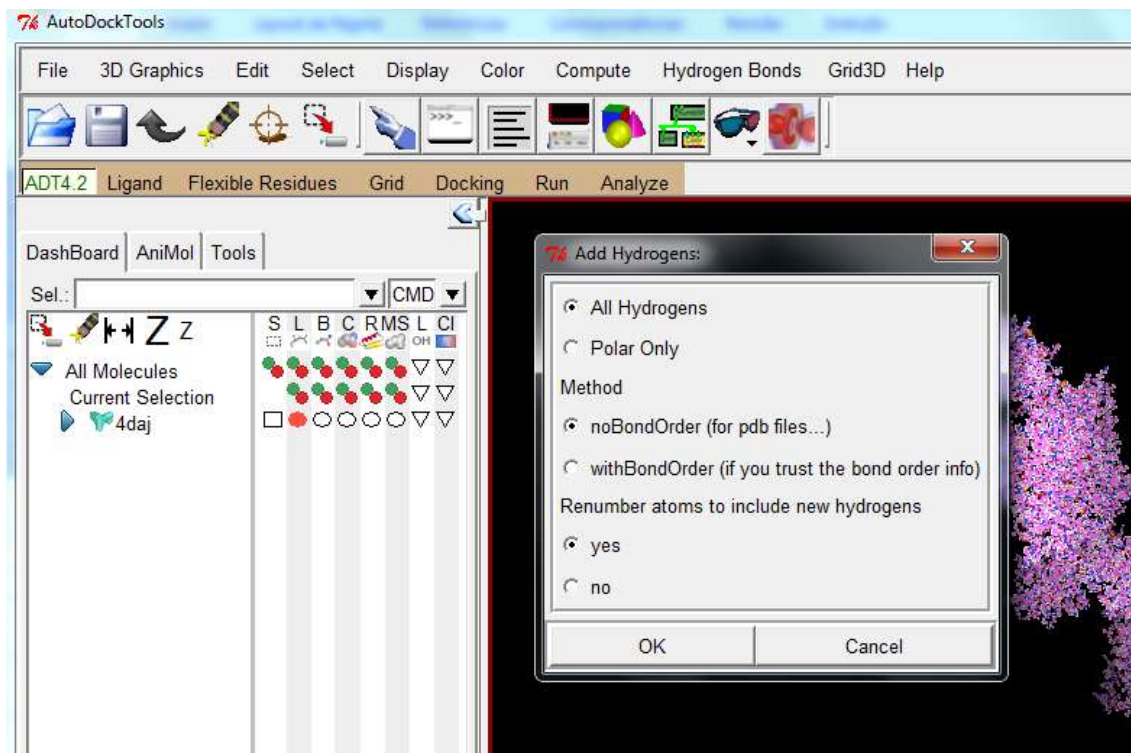 AutoDockTools
File 3D Graphics Edit Select Display Color Compute Hydrogen Bonds Grid3D Help
ADT4.2 Ligand Flexible Residues Grid Docking Run Analyze
DashBoard AniMol Tools
Sel.: CMD
Z Z S L B C R MS L Cl
OH
All Molecules
Current Selection
4daj
Add Hydrogens:
All Hydrogens
Polar Only
Method
noBondOrder (for pdb files...)
withBondOrder (if you trust the bond order info)
Renumber atoms to include new hydrogens
yes
no
OK Cancel